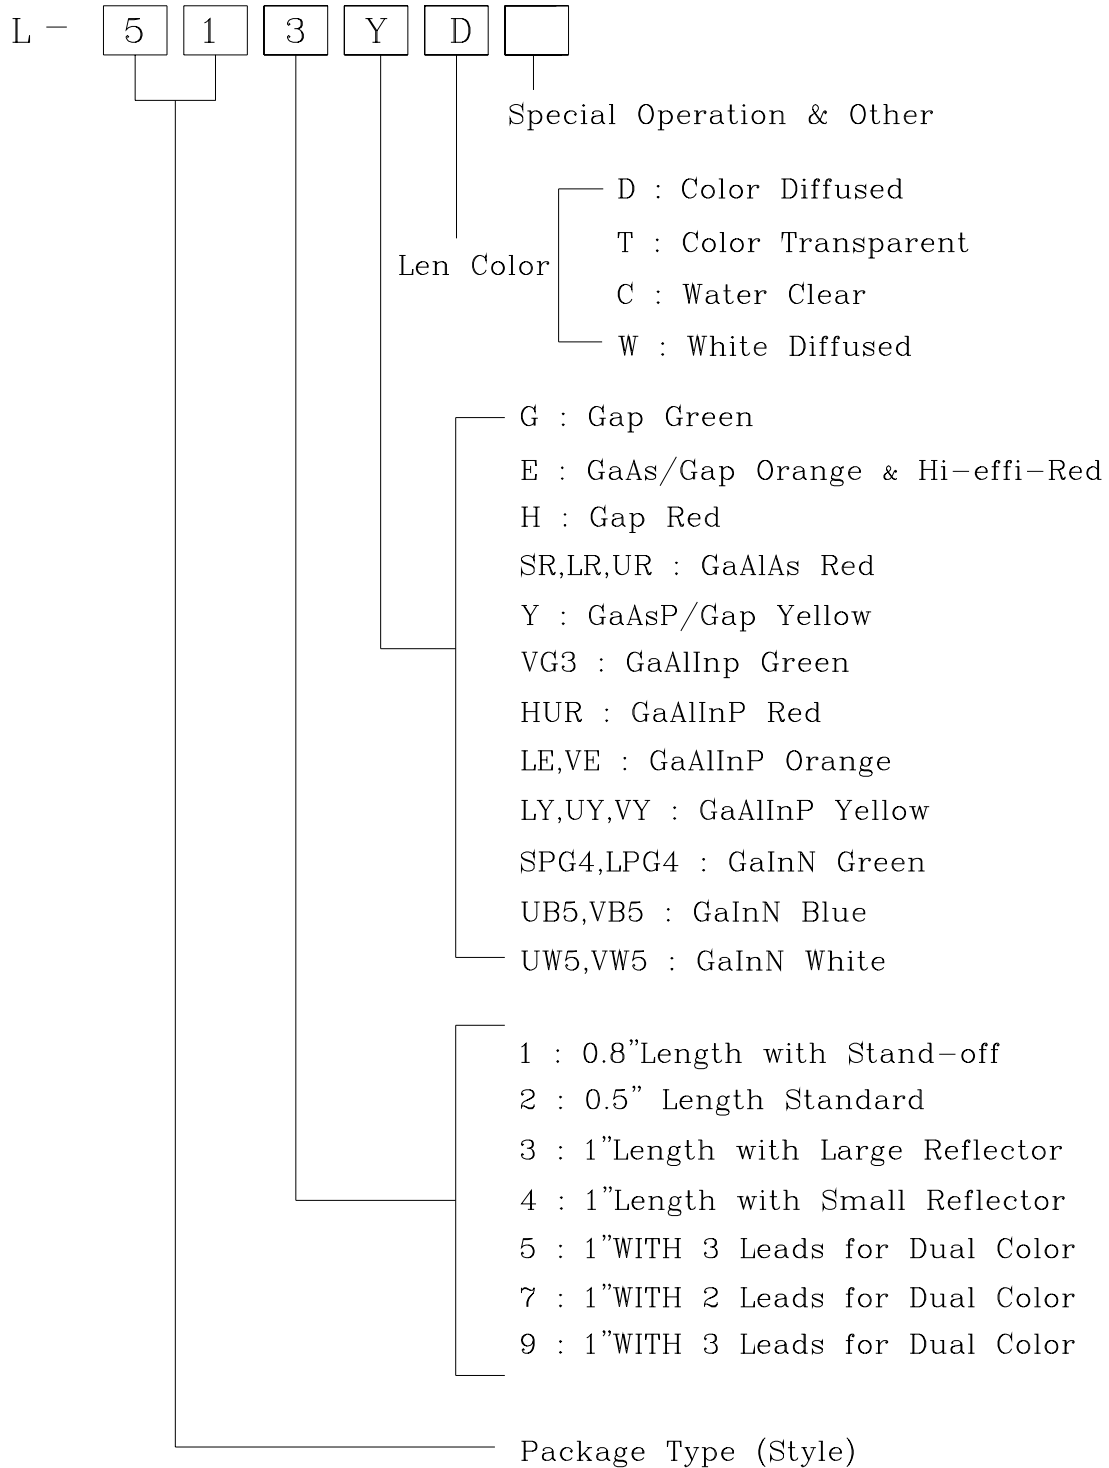 L- 5 1 3 Y D
Special Operation & Other
D : Color Diffused
T : Color Transparent
Len Color
C : Water Clear
W : White Diffused
G : Gap Green
E : GaAs/Gap Orange & Hi-effi-Red
H : Gap Red
SR,LR,UR : GaAlAs Red
Y : GaAsP/Gap Yellow
VG3 : GaAlInp Green
HUR : GaAlInP Red
LE,VE : GaAlInP Orange
LY,UY,VY : GaAlInP Yellow
SPG4,LPG4 : GaInN Green
UB5,VB5 : GaInN Blue
UW5,VW5 : GaInN White
1 : 0.8"Length with Stand-off
2 : 0.5" Length Standard
3 : 1"Length with Large Reflector
4 : 1"Length with Small Reflector
5 : 1"WITH 3 Leads for Dual Color
7 : 1"WITH 2 Leads for Dual Color
9 : 1"WITH 3 Leads for Dual Color
Package Type (Style)